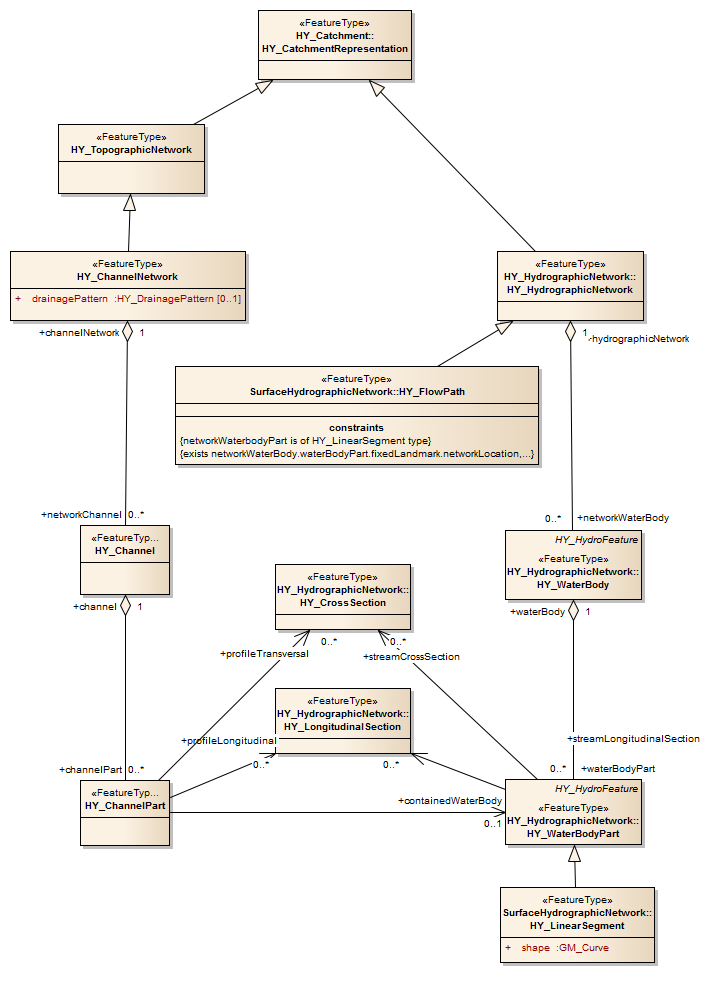 «FeatureType»
HY_Catchment::
HY_CatchmentRepresentation
«FeatureType»
HY_TopographicNetwork
«FeatureType»
HY_ChannelNetwork
+ drainagePattern :HY_DrainagePattern [0..1]
«FeatureType»
HY_HydrographicNetwork::
HY_HydrographicNetwork
+channelNetwork 1
1 hydrographicNetwork
«FeatureType»
SurfaceHydrographicNetwork::HY_FlowPath
constraints
{networkWaterbodyPart is of HY_LinearSegment type}
{exists networkWaterBody.waterBodyPart.fixedLandmark.networkLocation,...}
+networkChannel 0..*
0..* +networkWaterBody
«FeatureTyp...
HY_Channel
HY_HydroFeature
«FeatureType»
HY_HydrographicNetwork::
HY_WaterBody
«FeatureType»
HY_HydrographicNetwork::
HY_CrossSection
+channel 1
+waterBody 1
0..* 0..*
+profileTransversal
+streamCrossSection
«FeatureType»
HY_HydrographicNetwork::
HY_LongitudinalSection
+profileLongitudinal
+streamLongitudinalSection
0..* 0..*
+channelPart 0..*
0..* +waterBodyPart
«FeatureTyp...
HY_ChannelPart
+containedWaterBody
0..1
HY_HydroFeature
«FeatureType»
HY_HydrographicNetwork::
HY_WaterBodyPart
«FeatureType»
SurfaceHydrographicNetwork::
HY_LinearSegment
+ shape :GM_Curve